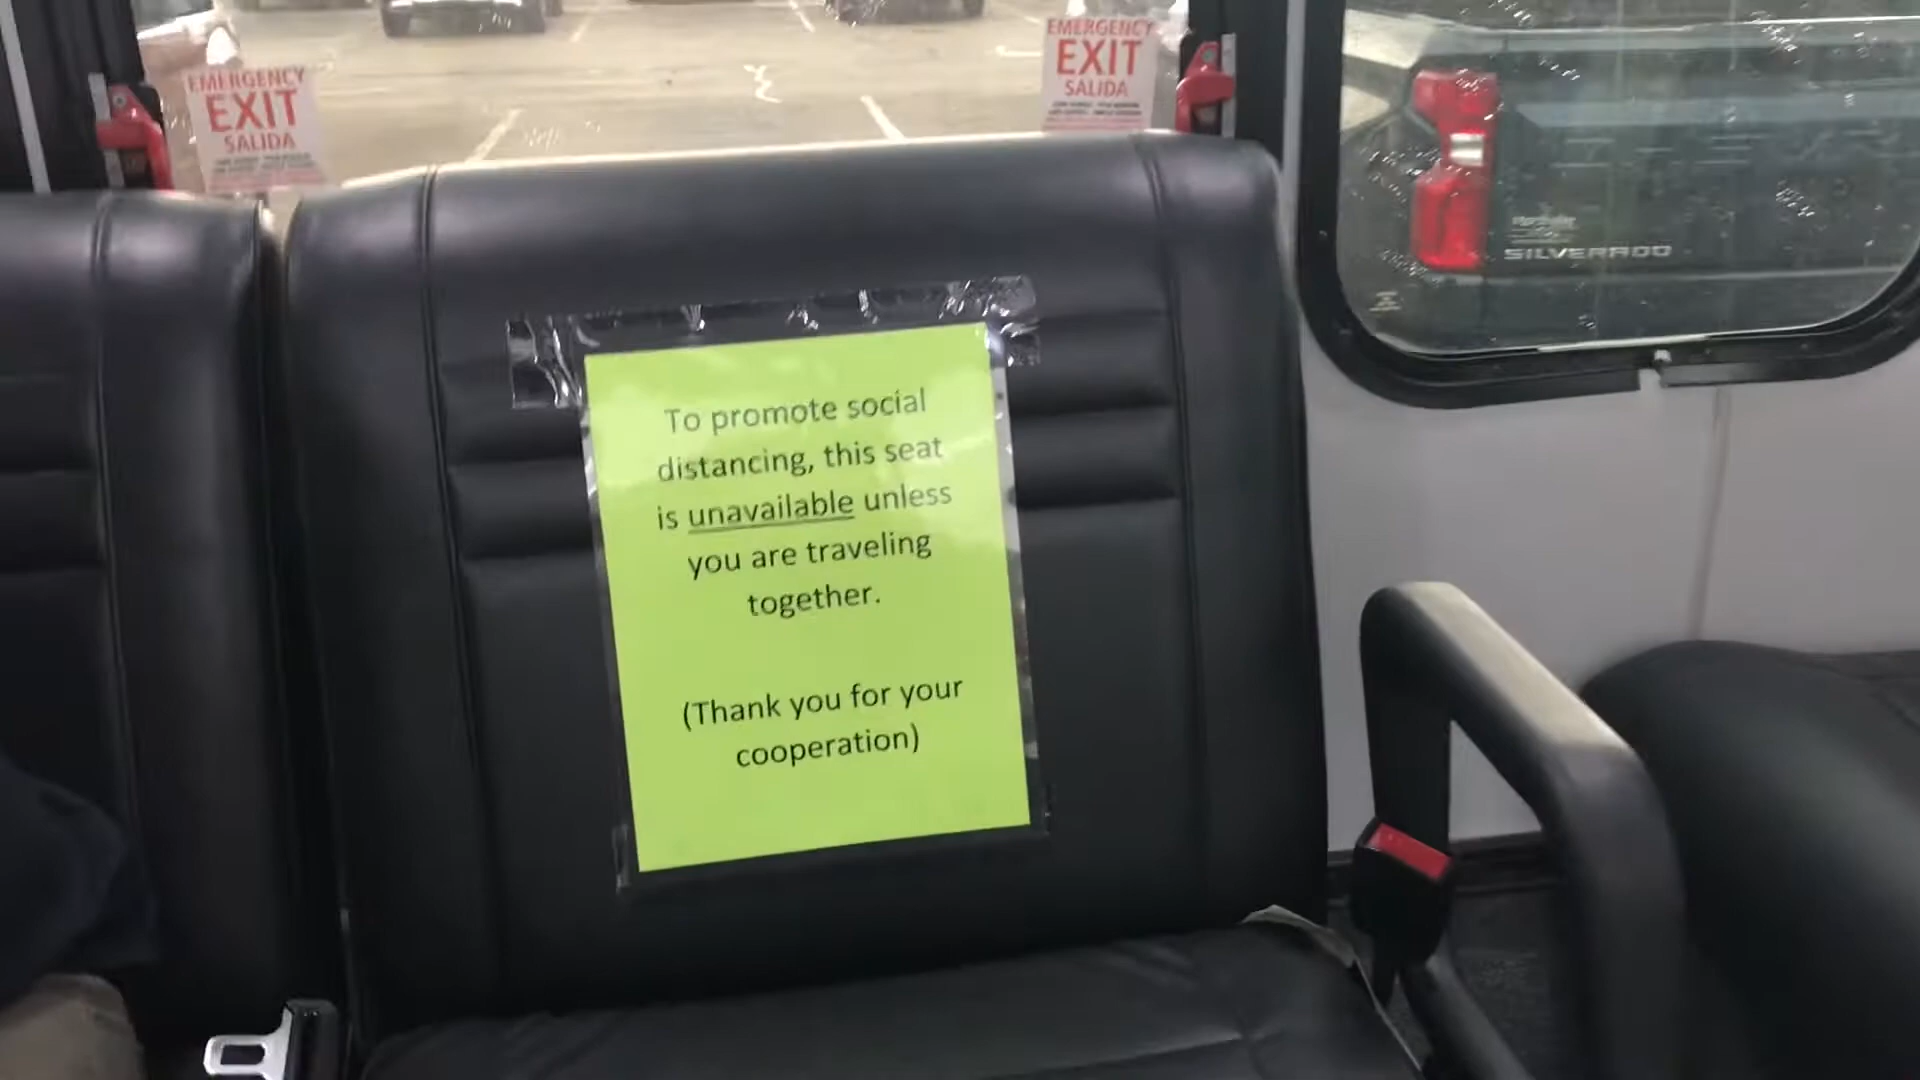 EMERGENCY
EXIT
SALIDA
EMERGENCY
EXIT
SALIDA
SILVERADO
To promote social
distancing, this seat
is unavailable unless
you are traveling
together.
(Thank you for your
cooperation)